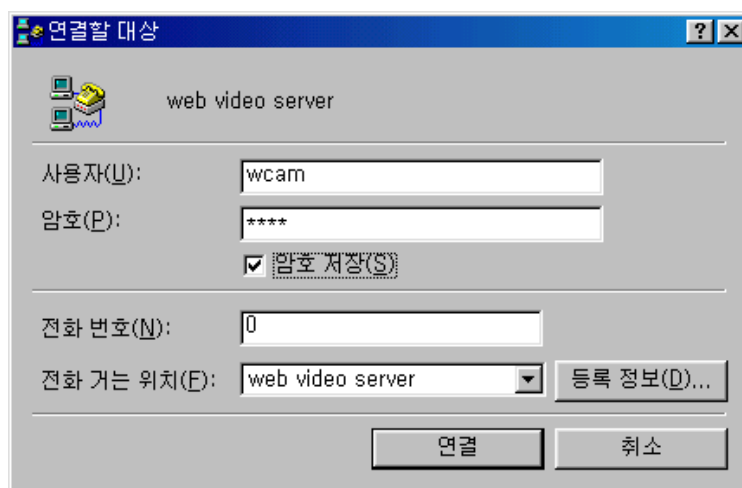 연결할 대상
web video server
사용자(U): wcam
암호(P): ****
암호 저장(S)
전화 번호(N): 0
전화 거는 위치(F): web video server 등록 정보(D)...
연결 취소